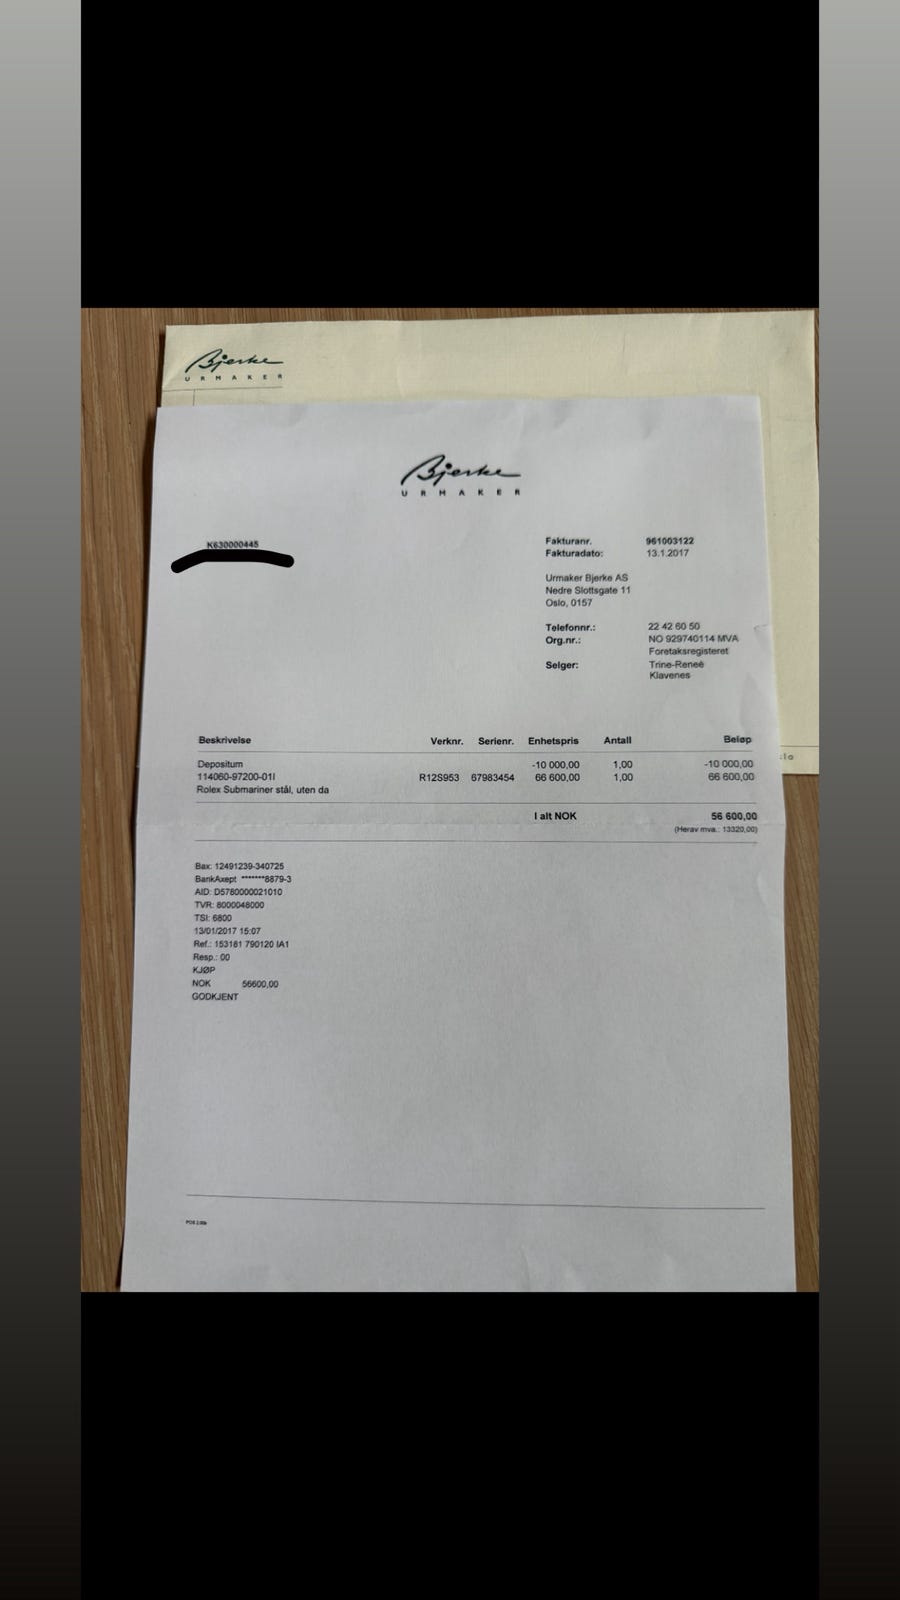 Bjerke
URMAKER
Bjerke
URMAKER
K630000445
Fakturanr. 961003122
Fakturadato: 13.1.2017
Urmaker Bjerke AS
Nedre Slottsgate 11
Oslo, 0157
Telefonnr.: 22 42 60 50
Org.nr.: NO 929740114 MVA
Foretaksregisteret
Selger: Trine-Reneè
Klavenes
Beskrivelse Verknr. Serienr. Enhetspris Antall Beløp
Depositum -10 000,00 1,00 -10 000,00
114060-97200-01I R12S953 67983454 66 600,00 1,00 66 600,00
Rolex Submariner stål, uten da
I alt NOK 56 600,00
(Herav mva.: 13320,00)
Bax: 12491239-340725
BankAxept *******8879-3
AID: D5780000021010
TVR: 8000048000
TSI: 6800
13/01/2017 15:07
Ref.: 153181 790120 IA1
Resp.: 00
KJØP
NOK 56600,00
GODKJENT